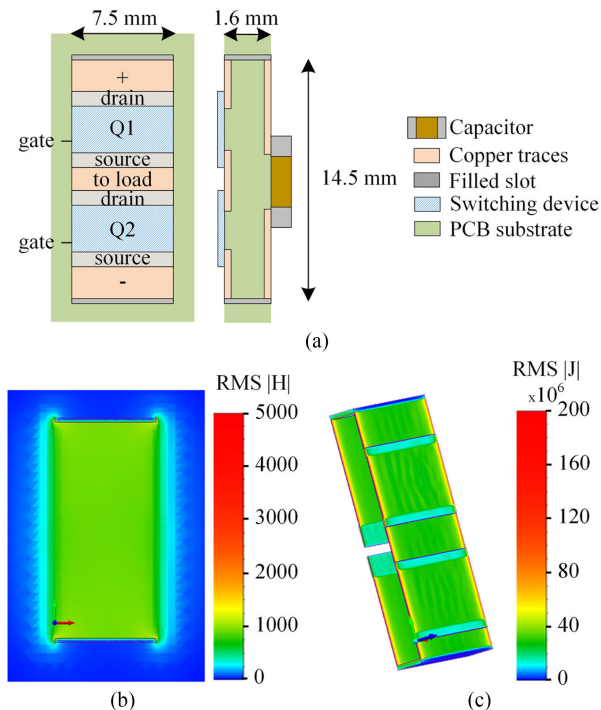 7.5 mm
1.6 mm
+
drain
gate
Q1
source
to load
drain
gate
Q2
source
-
14.5 mm
Capacitor
Copper traces
Filled slot
Switching device
PCB substrate
(a)
RMS |H|
5000
4000
3000
2000
1000
0
(b)
RMS |J|
x10⁶
200
160
120
80
40
0
(c)